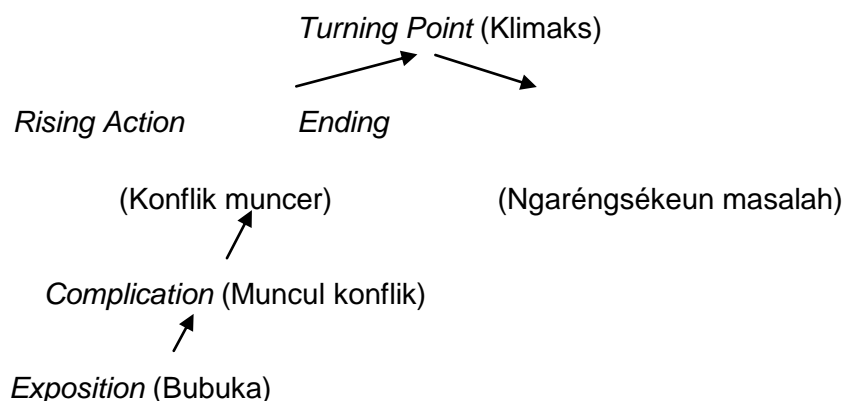 Turning Point (Klimaks)
Rising Action Ending
(Konflik muncer) (Ngaréngsékeun masalah)
Complication (Muncul konflik)
Exposition (Bubuka)